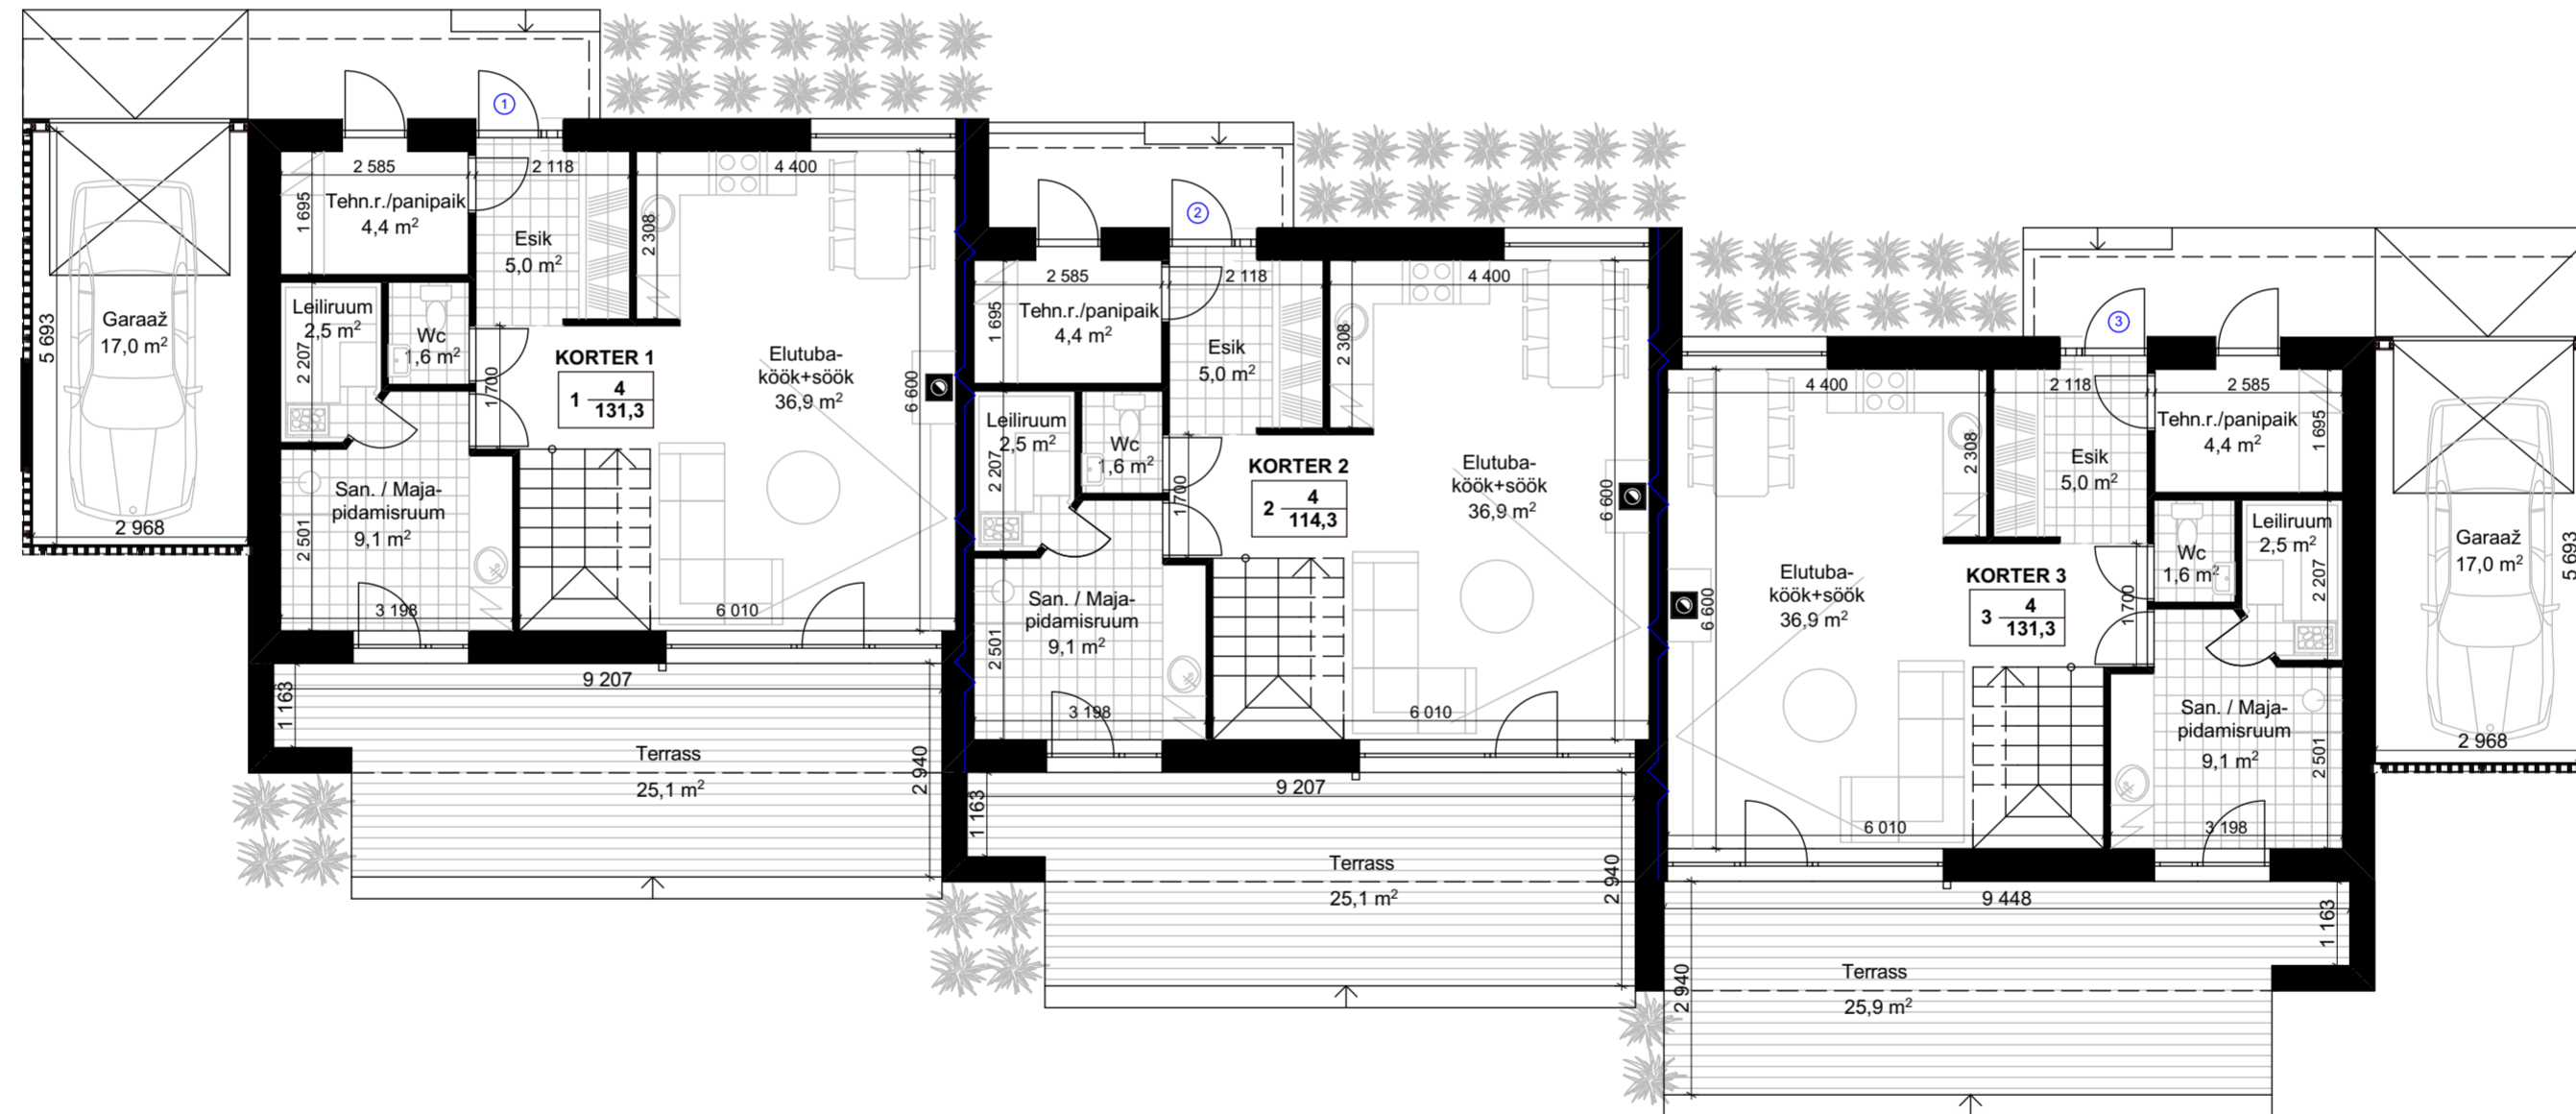 1
2 585
2 118
4 400
1 695
Tehn.r./panipaik
4,4 m²
Esik
5,0 m²
2 308
Garaaž
17,0 m²
5 693
2 968
Leiliruum
2,5 m²
2 207
Wc
1,6 m²
1 700
KORTER 1
1 4
131,3
Elutuba-
köök+söök
36,9 m²
6 600
San. / Maja-
pidamisruum
9,1 m²
2 501
3 198
6 010
9 207
1 163
Terrass
25,1 m²
2 940
2
2 585
2 118
4 400
1 695
Tehn.r./panipaik
4,4 m²
Esik
5,0 m²
2 308
Leiliruum
2,5 m²
2 207
Wc
1,6 m²
1 700
KORTER 2
2 4
114,3
Elutuba-
köök+söök
36,9 m²
6 600
San. / Maja-
pidamisruum
9,1 m²
2 501
3 198
6 010
9 207
1 163
Terrass
25,1 m²
2 940
3
4 400
2 118
2 585
Tehn.r./panipaik
4,4 m²
1 695
2 308
Esik
5,0 m²
Elutuba-
köök+söök
36,9 m²
6 600
KORTER 3
3 4
131,3
1 700
Wc
1,6 m²
Leiliruum
2,5 m²
2 207
Garaaž
17,0 m²
5 693
2 968
San. / Maja-
pidamisruum
9,1 m²
2 501
6 010
3 198
9 448
1 163
Terrass
25,9 m²
2 940